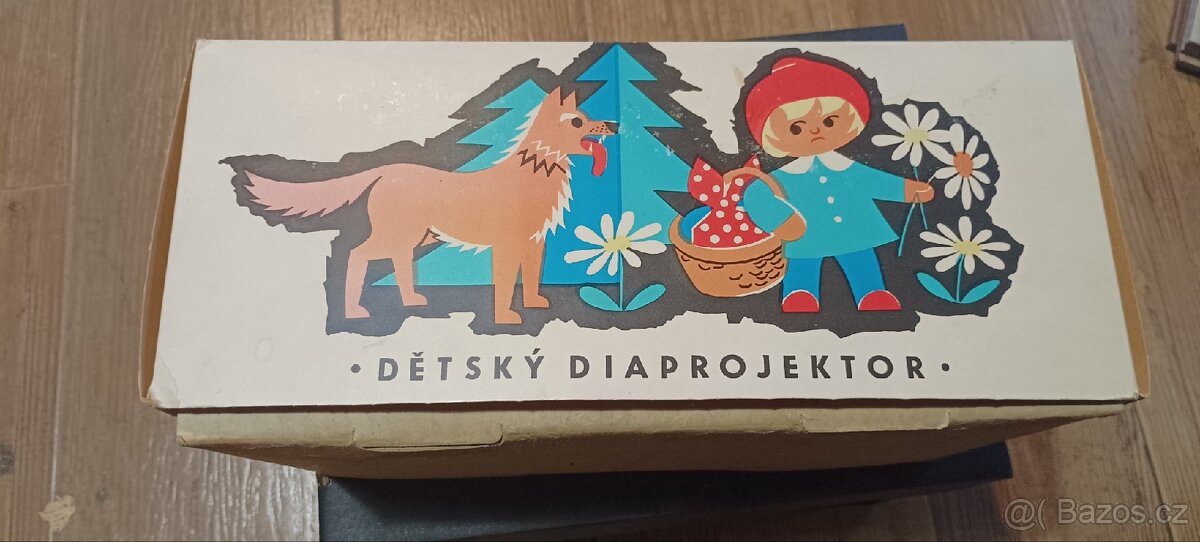 • DĚTSKÝ DIAPROJEKTOR •
@( Bazos.cz